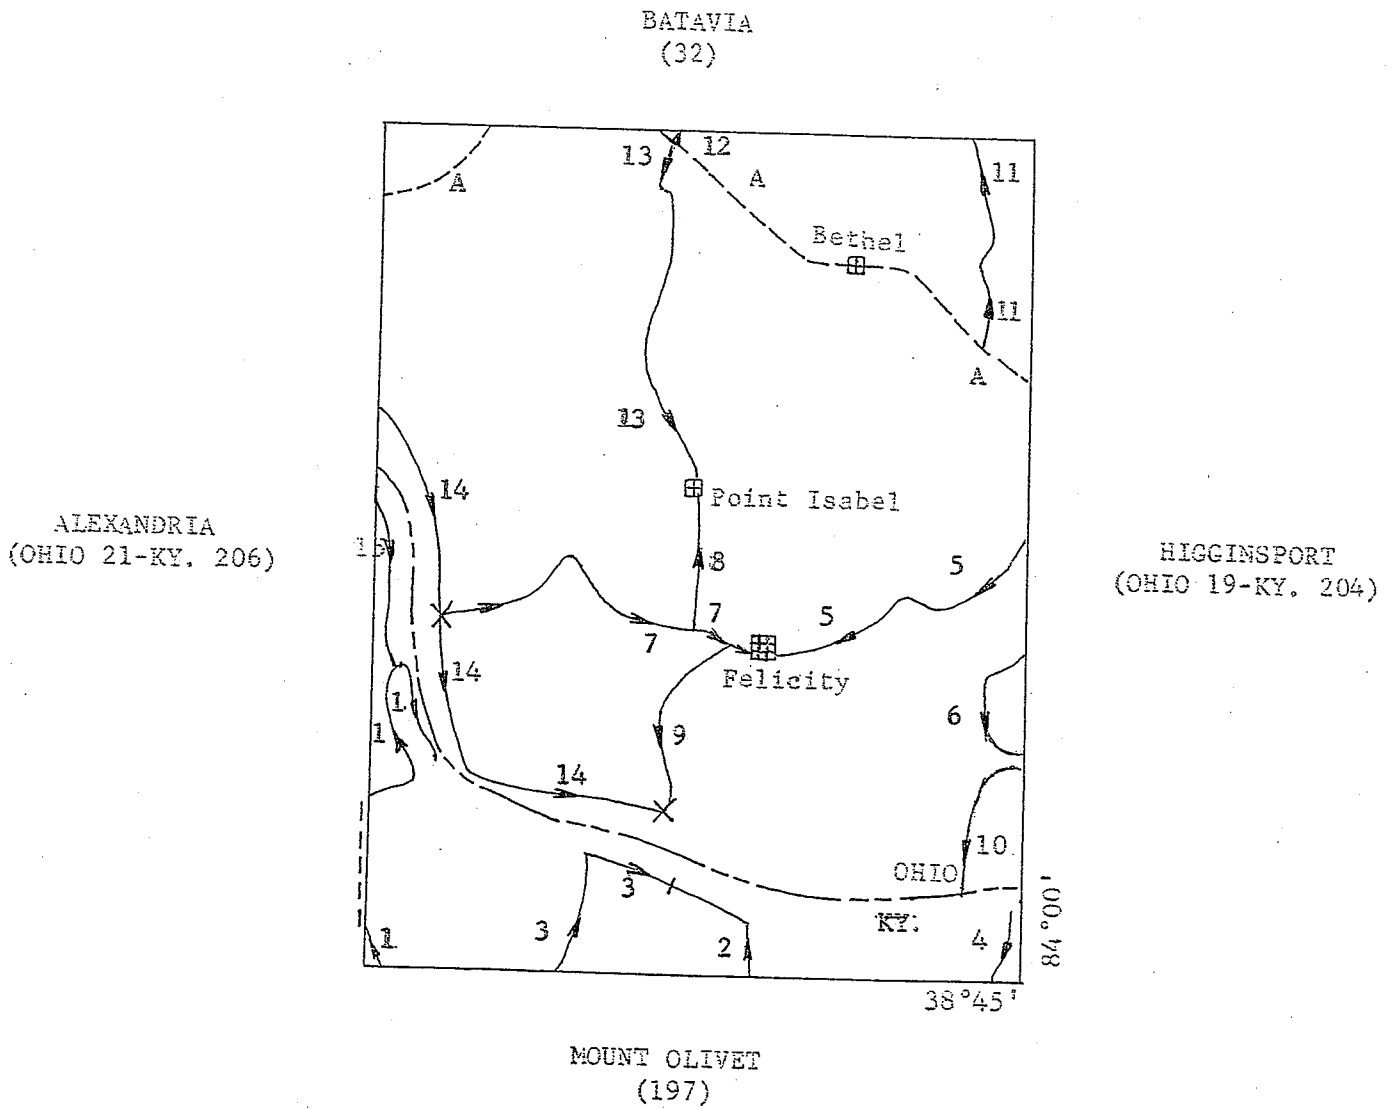 BATAVIA
(32)
13
12
A
A
11
Bethel
11
A
13
14
Point Isabel
ALEXANDRIA
(OHIO 21-KY. 206)
HIGGINSPORT
(OHIO 19-KY. 204)
8
5
7
7
5
14
Felicity
1
1
9
6
14
10
OHIO
3
KY.
84°00'
1
3
2
4
38°45'
MOUNT OLIVET
(197)